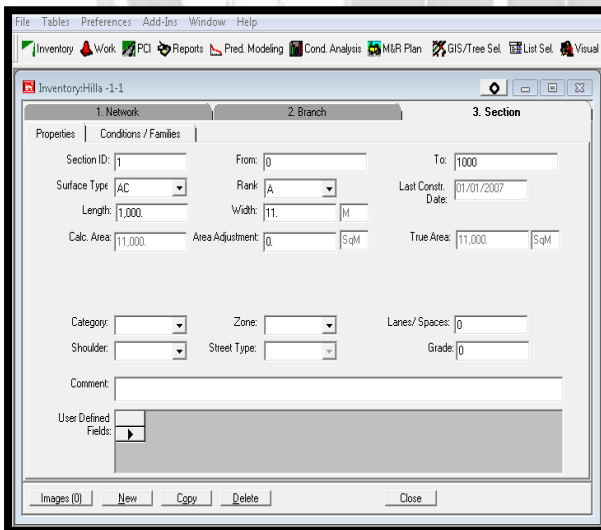 File Tables Preferences Add-Ins Window Help
Inventory Work PCI Reports Pred. Modeling Cond. Analysis M&R Plan GIS/Tree Sel. List Sel. Visual
Inventory:Hilla -1-1
1. Network 2. Branch 3. Section
Properties Conditions / Families
Section ID: 1 From: 0 To: 1000
Surface Type AC Rank A Last Constr. Date: 01/01/2007
Length: 1,000. Width: 11. M
Calc. Area: 11,000. Area Adjustment: 0. SqM True Area: 11,000. SqM
Category: Zone: Lanes/ Spaces: 0
Shoulder: Street Type: Grade: 0
Comment:
User Defined
Fields:
Images (0) New Copy Delete Close